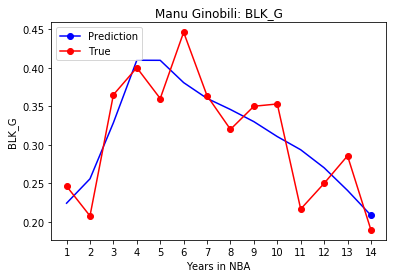 Manu Ginobili: BLK_G
Prediction
True
BLK_G
0.45
0.40
0.35
0.30
0.25
0.20
1 2 3 4 5 6 7 8 9 10 11 12 13 14
Years in NBA